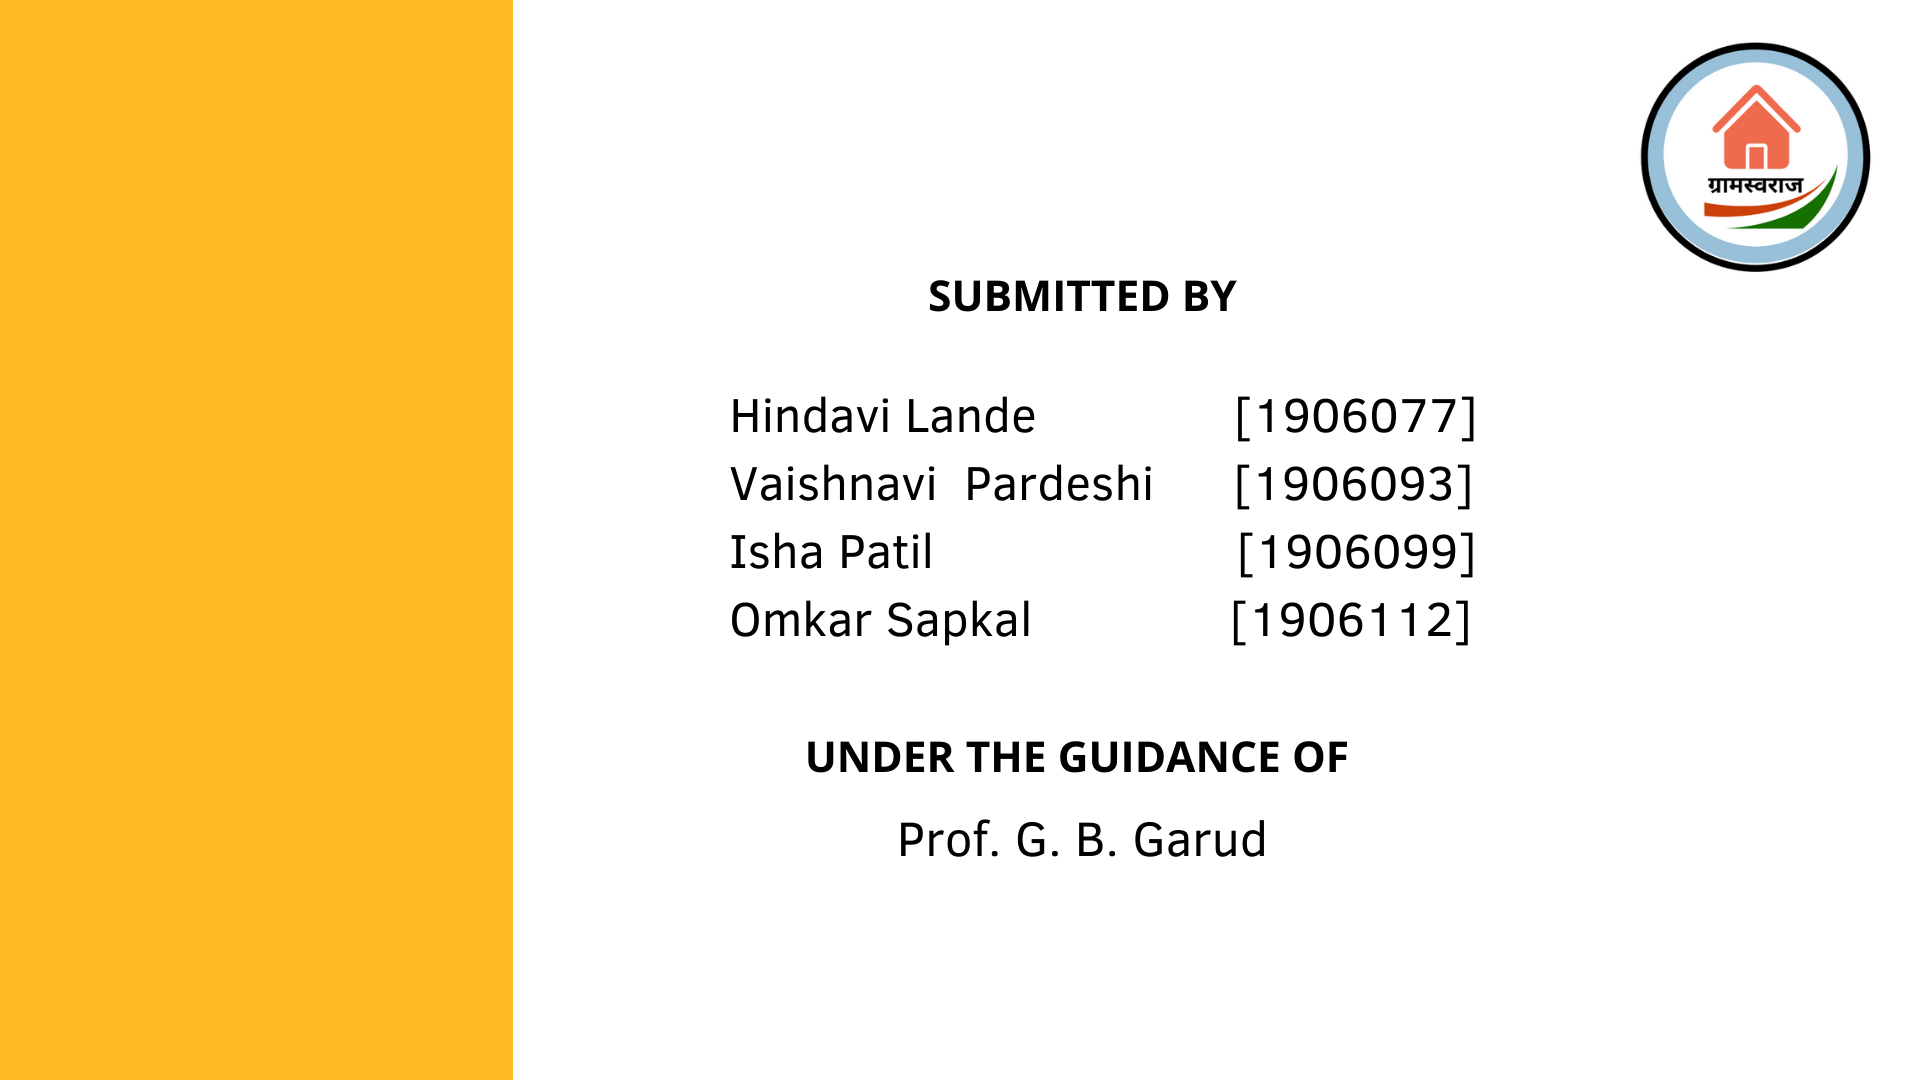 ग्रामस्वराज
SUBMITTED BY
Hindavi Lande [1906077]
Vaishnavi Pardeshi [1906093]
Isha Patil [1906099]
Omkar Sapkal [1906112]
UNDER THE GUIDANCE OF
Prof. G. B. Garud